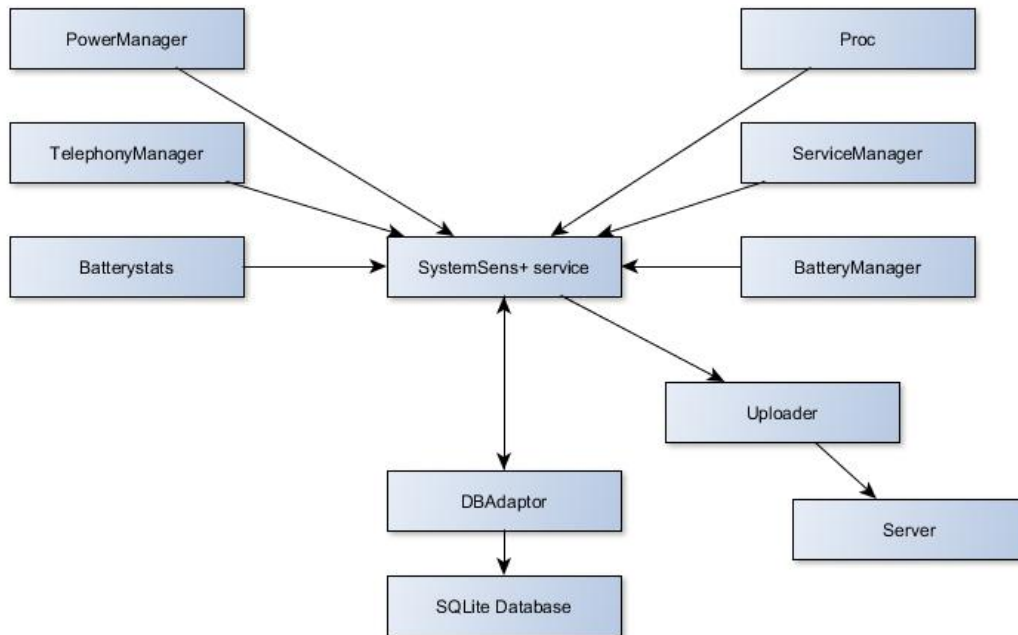 PowerManager
Proc
TelephonyManager
ServiceManager
Batterystats
SystemSens+ service
BatteryManager
Uploader
DBAdaptor
Server
SQLite Database